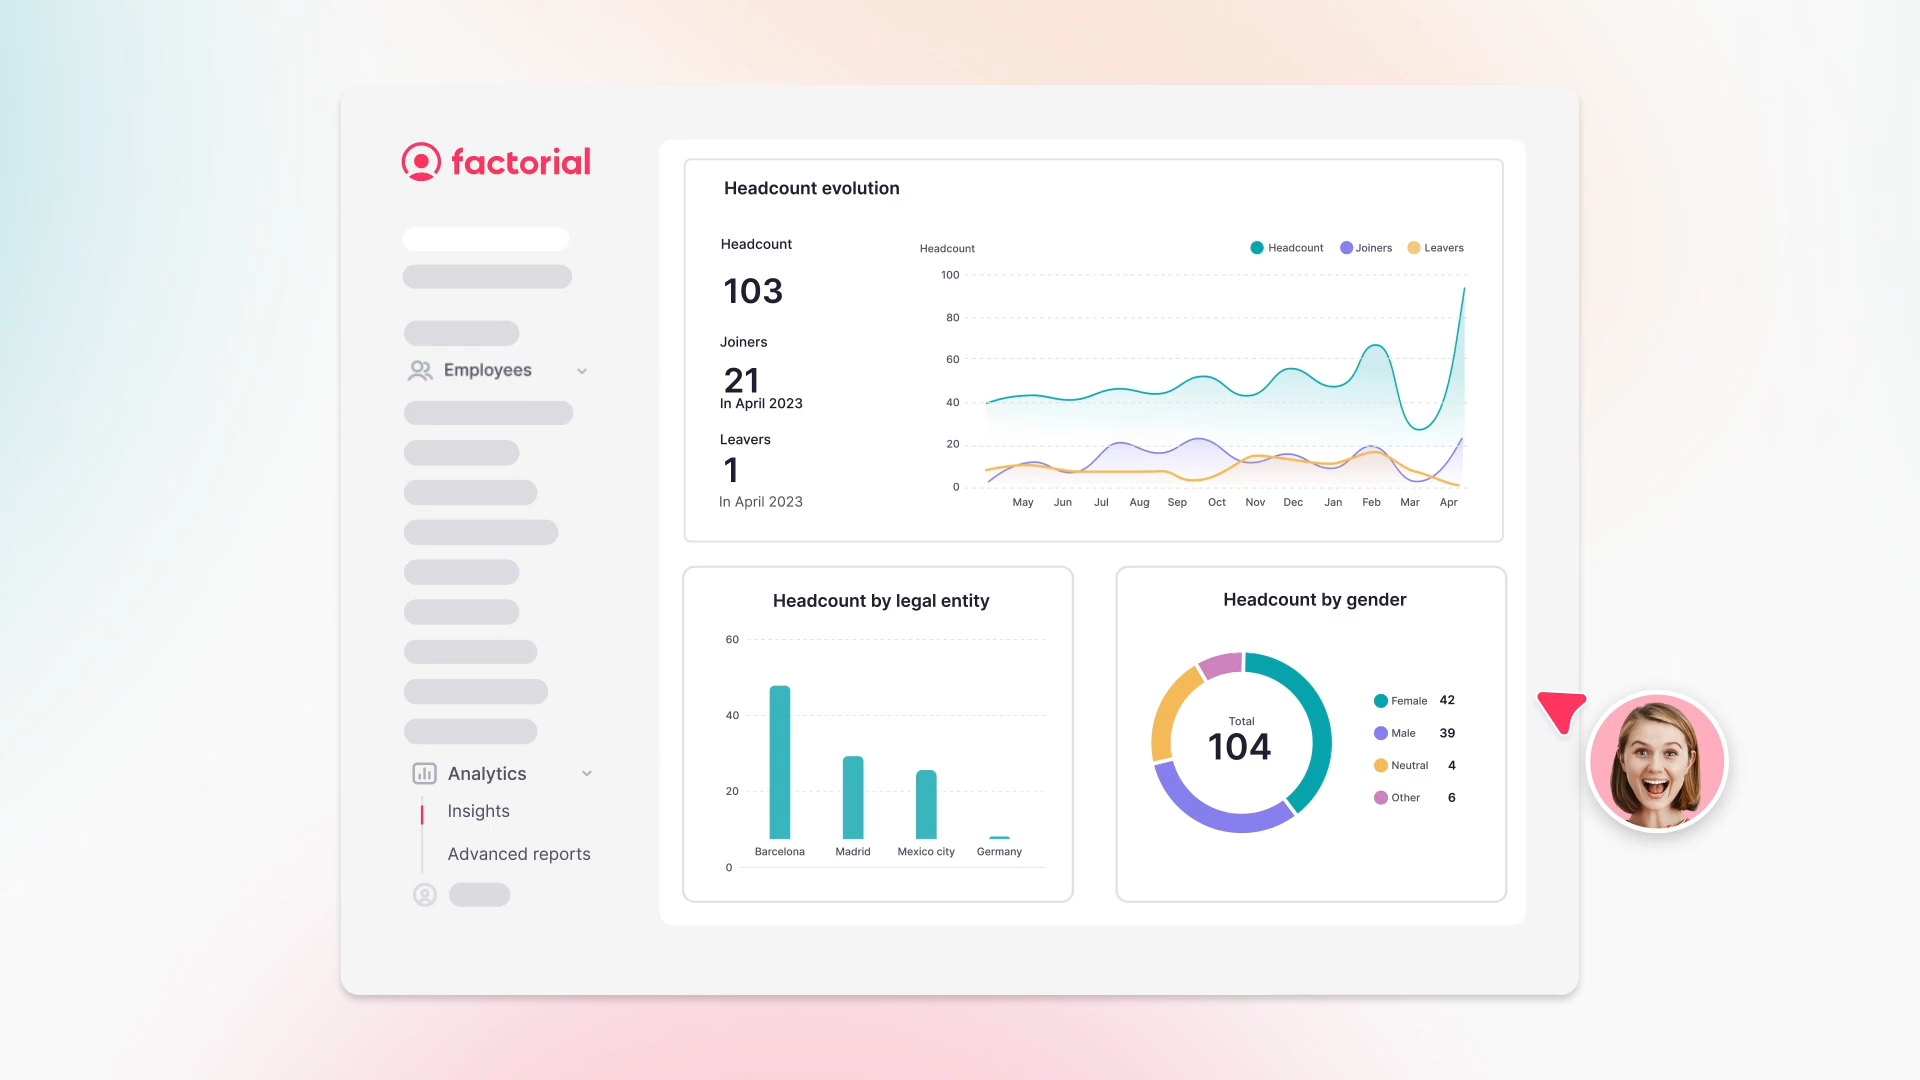 factorial
Employees
Analytics
Insights
Advanced reports
Headcount evolution
Headcount
103
Joiners
21
In April 2023
Leavers
1
In April 2023
Headcount
Headcount Joiners Leavers
100
80
60
40
20
0
May Jun Jul Aug Sep Oct Nov Dec Jan Feb Mar Apr
Headcount by legal entity
60
40
20
0
Barcelona Madrid Mexico city Germany
Headcount by gender
Total
104
Female 42
Male 39
Neutral 4
Other 6